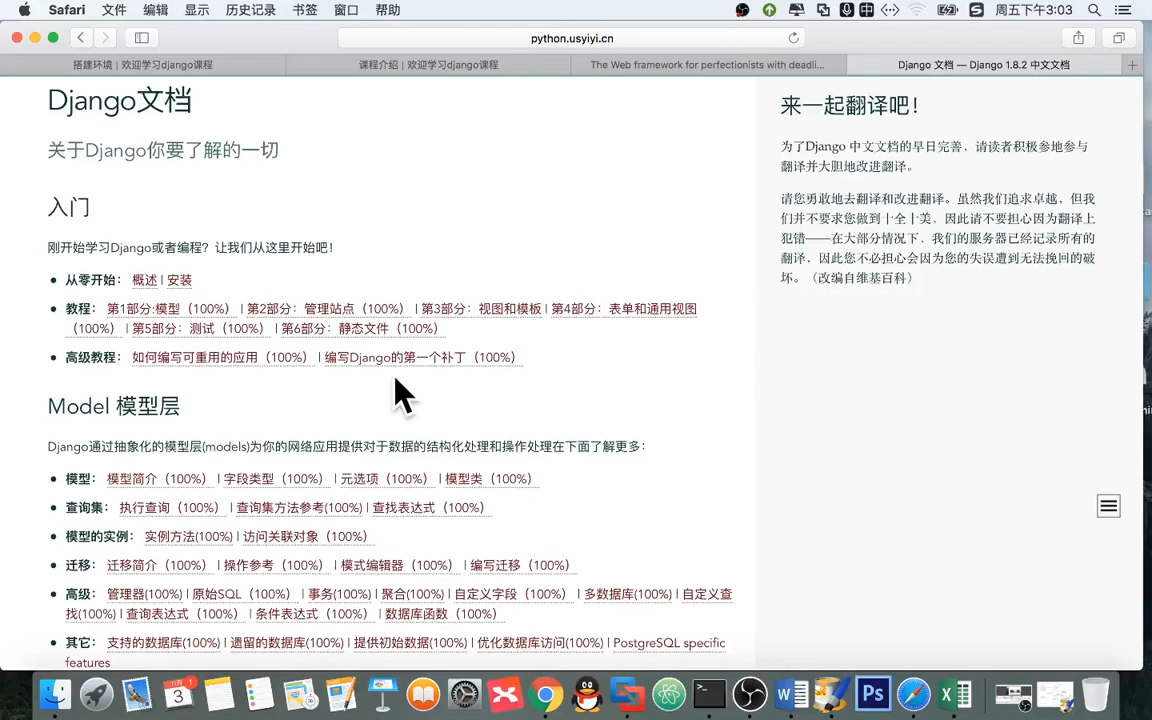 Safari 文件 编辑 显示 历史记录 书签 窗口 帮助 周五下午3:03
python.usyiyi.cn
搭建环境 | 欢迎学习django课程 课程介绍 | 欢迎学习django课程 The Web framework for perfectionists with deadli... Django 文档 — Django 1.8.2 中文文档
Django文档
关于Django你要了解的一切
入门
刚开始学习Django或者编程？让我们从这里开始吧！
• 从零开始： 概述 | 安装
• 教程： 第1部分:模型（100%） | 第2部分：管理站点（100%） | 第3部分：视图和模板 | 第4部分：表单和通用视图
（100%） | 第5部分：测试（100%） | 第6部分：静态文件（100%）
• 高级教程： 如何编写可重用的应用（100%） | 编写Django的第一个补丁（100%）
Model 模型层
Django通过抽象化的模型层(models)为你的网络应用提供对于数据的结构化处理和操作处理在下面了解更多：
• 模型： 模型简介（100%） | 字段类型（100%） | 元选项（100%） | 模型类（100%）
• 查询集： 执行查询（100%） | 查询集方法参考(100%) | 查找表达式（100%）
• 模型的实例： 实例方法(100%) | 访问关联对象（100%）
• 迁移： 迁移简介（100%） | 操作参考（100%） | 模式编辑器（100%） | 编写迁移（100%）
• 高级： 管理器(100%) | 原始SQL（100%） | 事务(100%) | 聚合(100%) | 自定义字段（100%） | 多数据库(100%) | 自定义查
找(100%) | 查询表达式（100%） | 条件表达式（100%） | 数据库函数（100%）
• 其它： 支持的数据库(100%) | 遗留的数据库(100%) | 提供初始数据(100%) | 优化数据库访问(100%) | PostgreSQL specific
features
来一起翻译吧！
为了Django 中文文档的早日完善，请读者积极参地参与
翻译并大胆地改进翻译。
请您勇敢地去翻译和改进翻译。虽然我们追求卓越，但我
们并不要求您做到十全十美，因此请不要担心因为翻译上
犯错——在大部分情况下，我们的服务器已经记录所有的
翻译，因此您不必担心会因为您的失误遭到无法挽回的破
坏。（改编自维基百科）